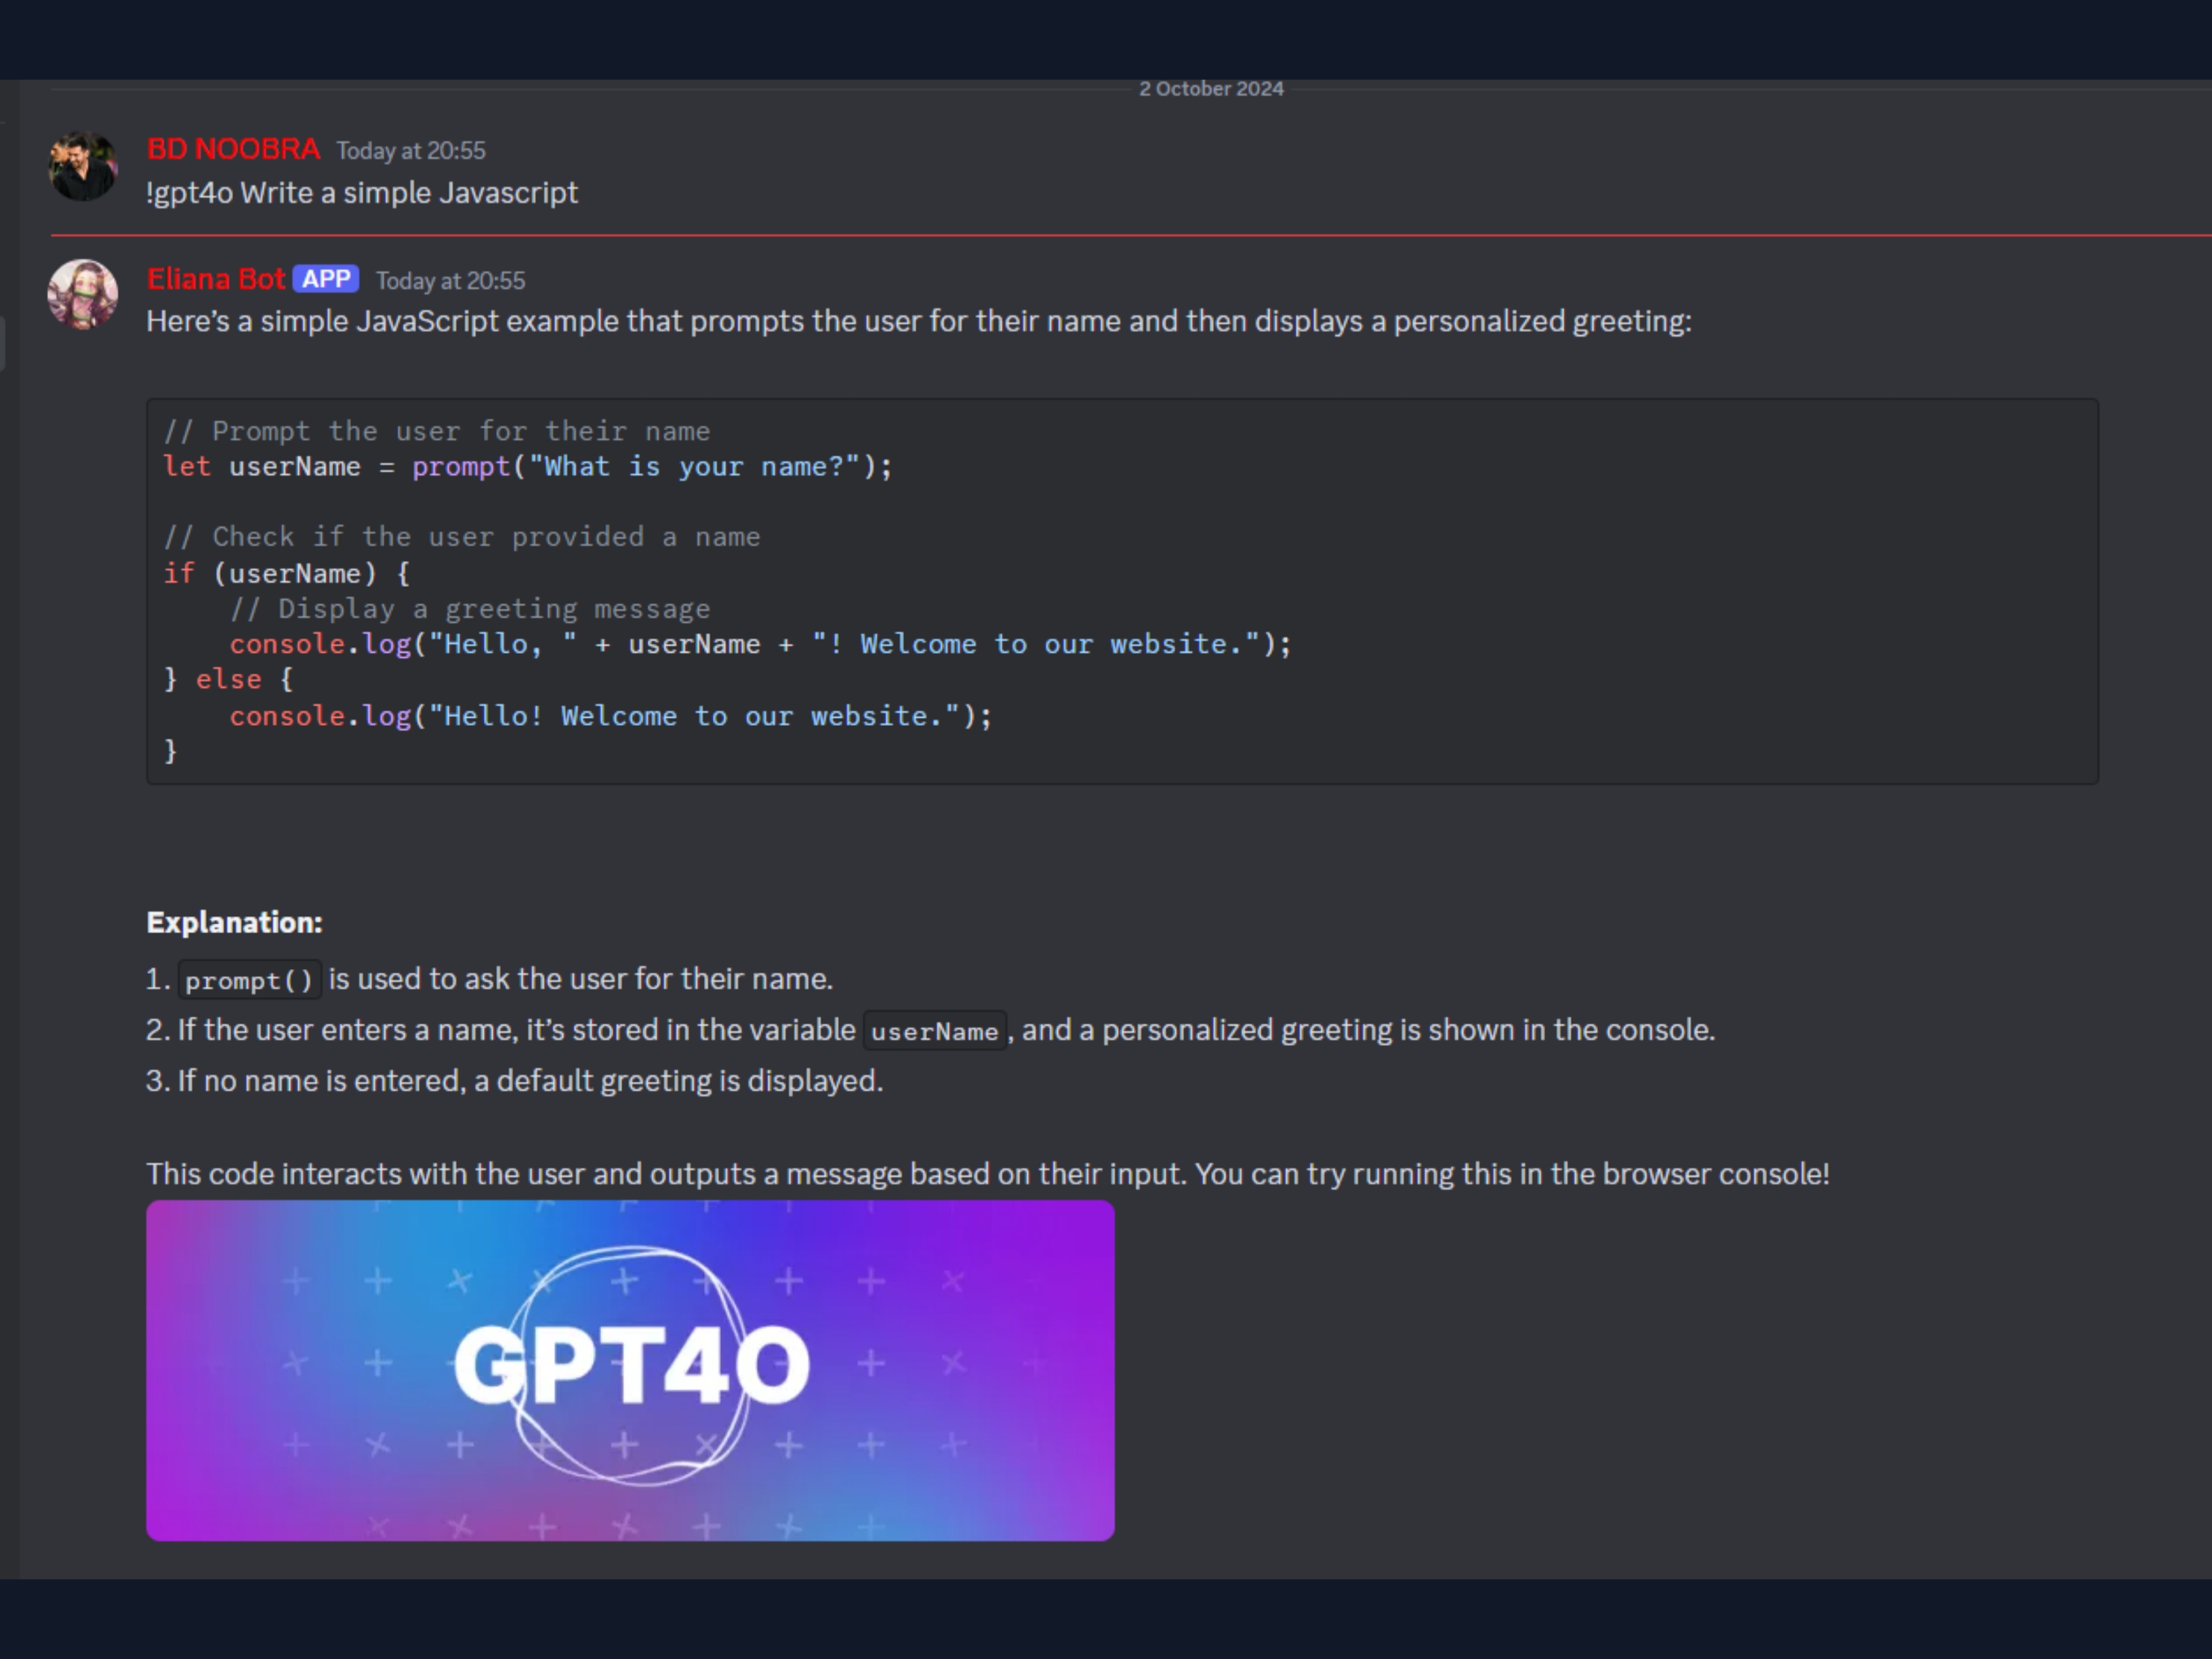 2 October 2024
BD NOOBRA Today at 20:55
!gpt4o Write a simple Javascript
Eliana Bot APP Today at 20:55
Here’s a simple JavaScript example that prompts the user for their name and then displays a personalized greeting:
// Prompt the user for their name
let userName = prompt("What is your name?");
// Check if the user provided a name
if (userName) {
    // Display a greeting message
    console.log("Hello, " + userName + "! Welcome to our website.");
} else {
    console.log("Hello! Welcome to our website.");
}
Explanation:
1. prompt() is used to ask the user for their name.
2. If the user enters a name, it’s stored in the variable userName, and a personalized greeting is shown in the console.
3. If no name is entered, a default greeting is displayed.
This code interacts with the user and outputs a message based on their input. You can try running this in the browser console!
GPT4O